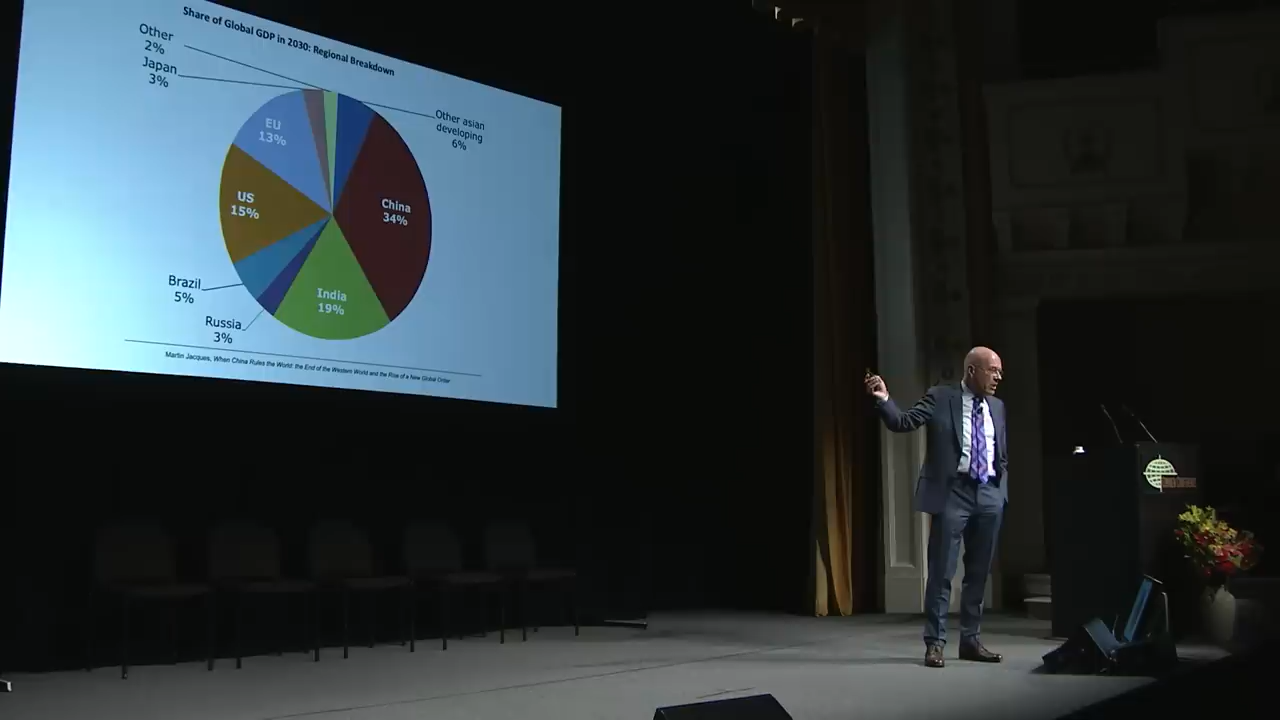 Share of Global GDP in 2030: Regional Breakdown
Other
2%
Japan
3%
Other asian
developing
6%
EU
13%
China
34%
US
15%
India
19%
Brazil
5%
Russia
3%
Martin Jacques, When China Rules the World: the End of the Western World and the Rise of a New Global Order